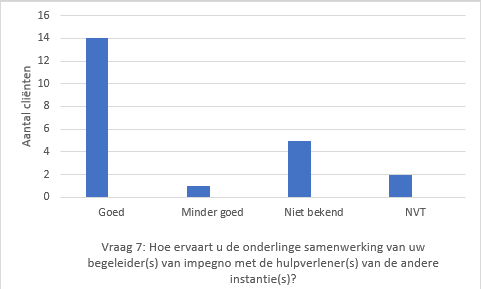 16
14
12
10
8
6
4
2
0
Aantal cliënten
Goed Minder goed Niet bekend NVT
Vraag 7: Hoe ervaart u de onderlinge samenwerking van uw
begeleider(s) van impegno met de hulpverlener(s) van de andere
instantie(s)?